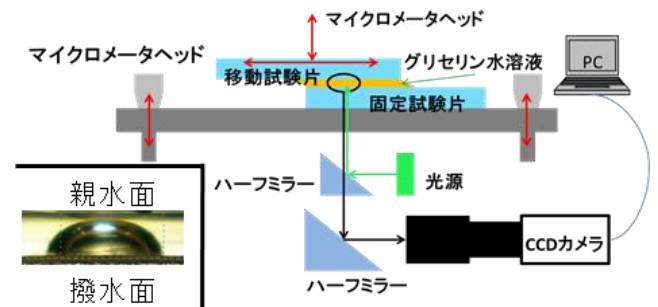 マイクロメータヘッド
マイクロメータヘッド
グリセリン水溶液
移動試験片
固定試験片
PC
ハーフミラー
光源
親水面
撥水面
ハーフミラー
CCDカメラ